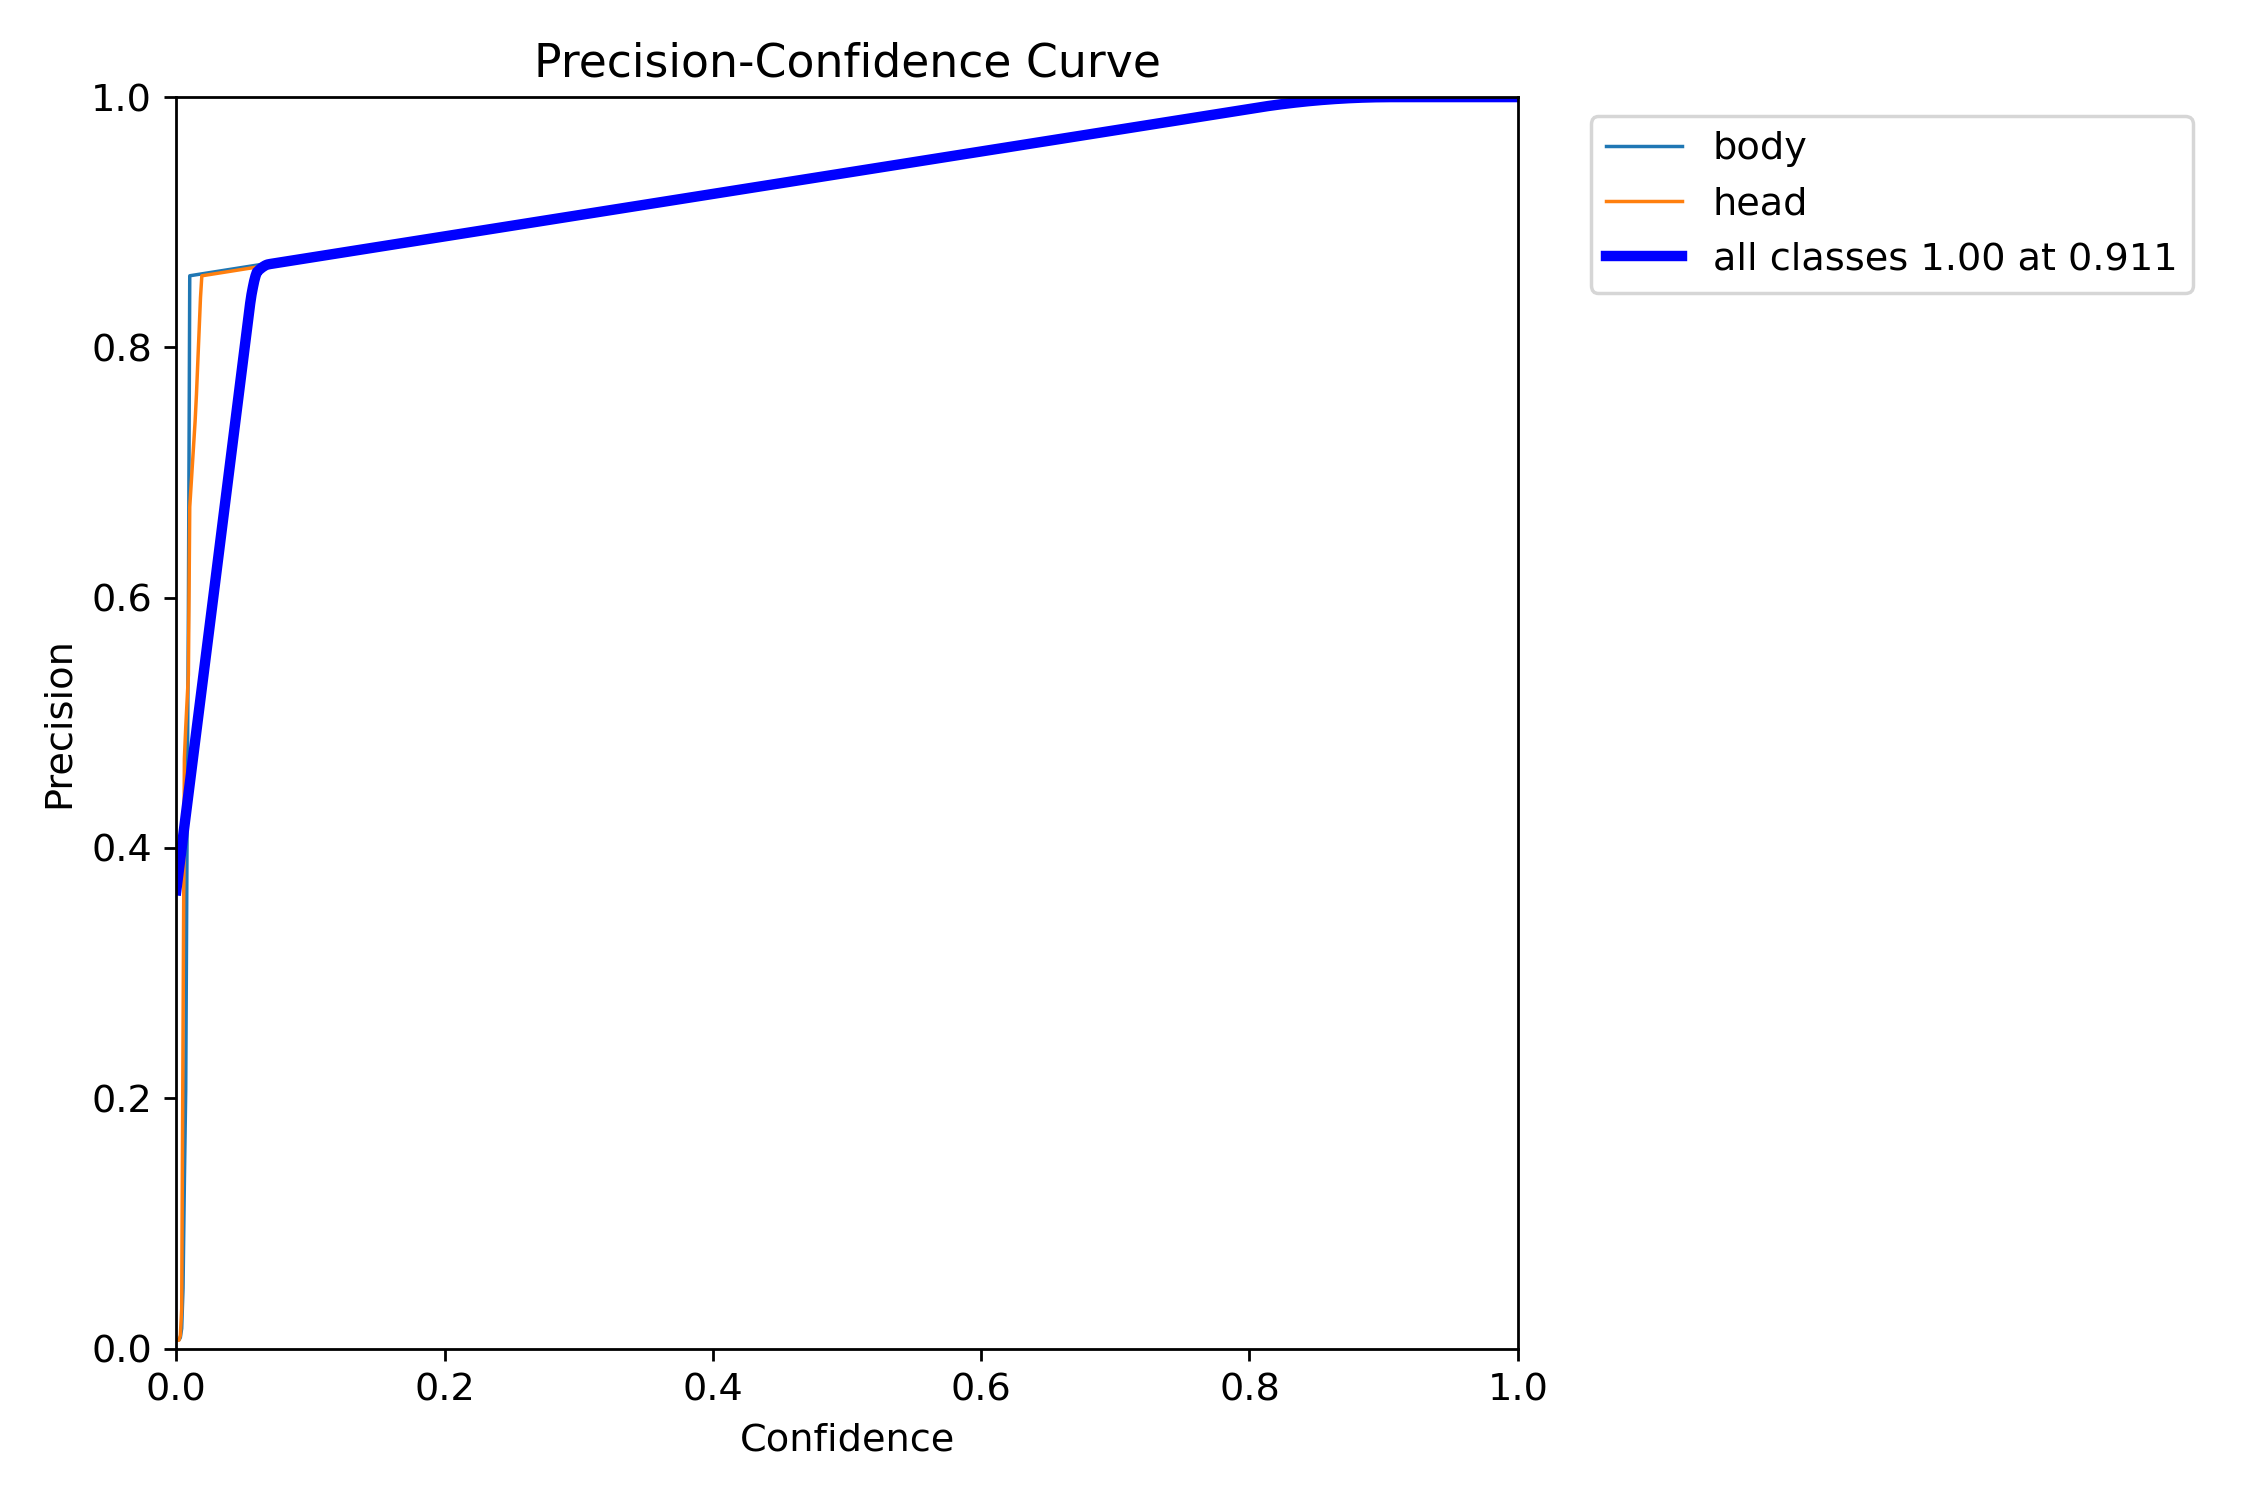 Precision-Confidence Curve
1.0
0.8
0.6
0.4
0.2
0.0
Precision
0.0 0.2 0.4 0.6 0.8 1.0
Confidence
body
head
all classes 1.00 at 0.911